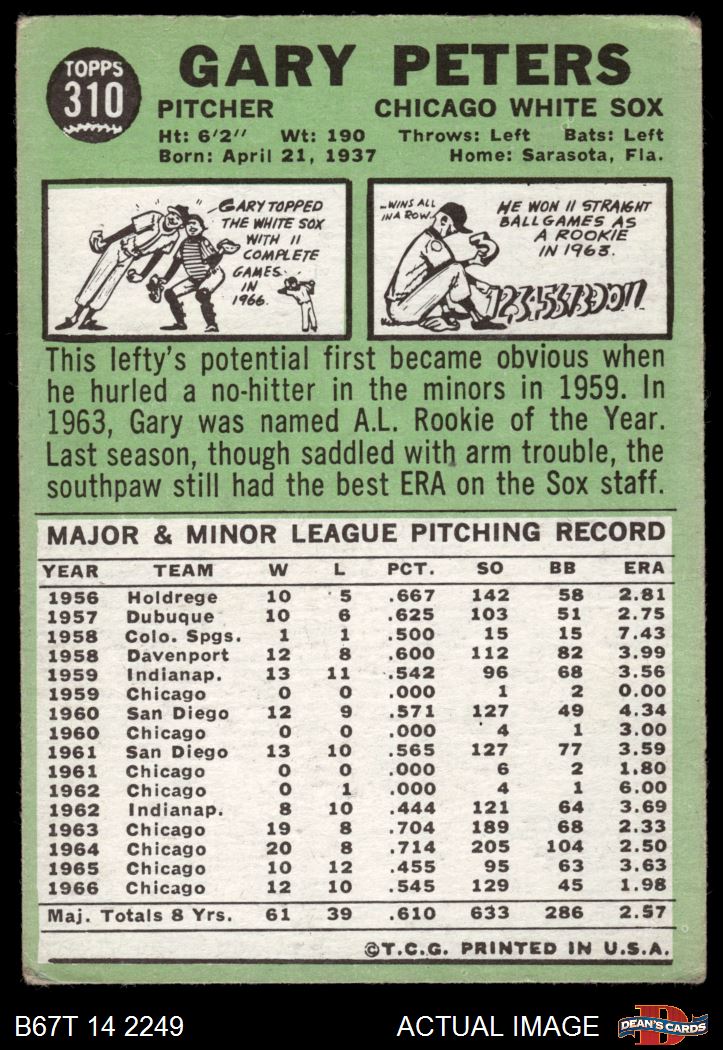 TOPPS
310
GARY PETERS
PITCHER CHICAGO WHITE SOX
Ht: 6'2" Wt: 190 Throws: Left Bats: Left
Born: April 21, 1937 Home: Sarasota, Fla.
GARY TOPPED
THE WHITE SOX
WITH 11
COMPLETE
GAMES
IN
1966.
..WINS ALL
IN A ROW.
HE WON 11 STRAIGHT
BALLGAMES AS
A ROOKIE
IN 1963.
This lefty's potential first became obvious when
he hurled a no-hitter in the minors in 1959. In
1963, Gary was named A.L. Rookie of the Year.
Last season, though saddled with arm trouble, the
southpaw still had the best ERA on the Sox staff.
MAJOR & MINOR LEAGUE PITCHING RECORD
YEAR TEAM W L PCT. SO BB ERA
1956 Holdrege 10 5 .667 142 58 2.81
1957 Dubuque 10 6 .625 103 51 2.75
1958 Colo. Spgs. 1 1 .500 15 15 7.43
1958 Davenport 12 8 .600 112 82 3.99
1959 Indianap. 13 11 .542 96 68 3.56
1959 Chicago 0 0 .000 1 2 0.00
1960 San Diego 12 9 .571 127 49 4.34
1960 Chicago 0 0 .000 4 1 3.00
1961 San Diego 13 10 .565 127 77 3.59
1961 Chicago 0 0 .000 6 2 1.80
1962 Chicago 0 1 .000 4 1 6.00
1962 Indianap. 8 10 .444 121 64 3.69
1963 Chicago 19 8 .704 189 68 2.33
1964 Chicago 20 8 .714 205 104 2.50
1965 Chicago 10 12 .455 95 63 3.63
1966 Chicago 12 10 .545 129 45 1.98
Maj. Totals 8 Yrs. 61 39 .610 633 286 2.57
©T.C.G. PRINTED IN U.S.A.
B67T 14 2249 ACTUAL IMAGE
D
DEAN'S CARDS